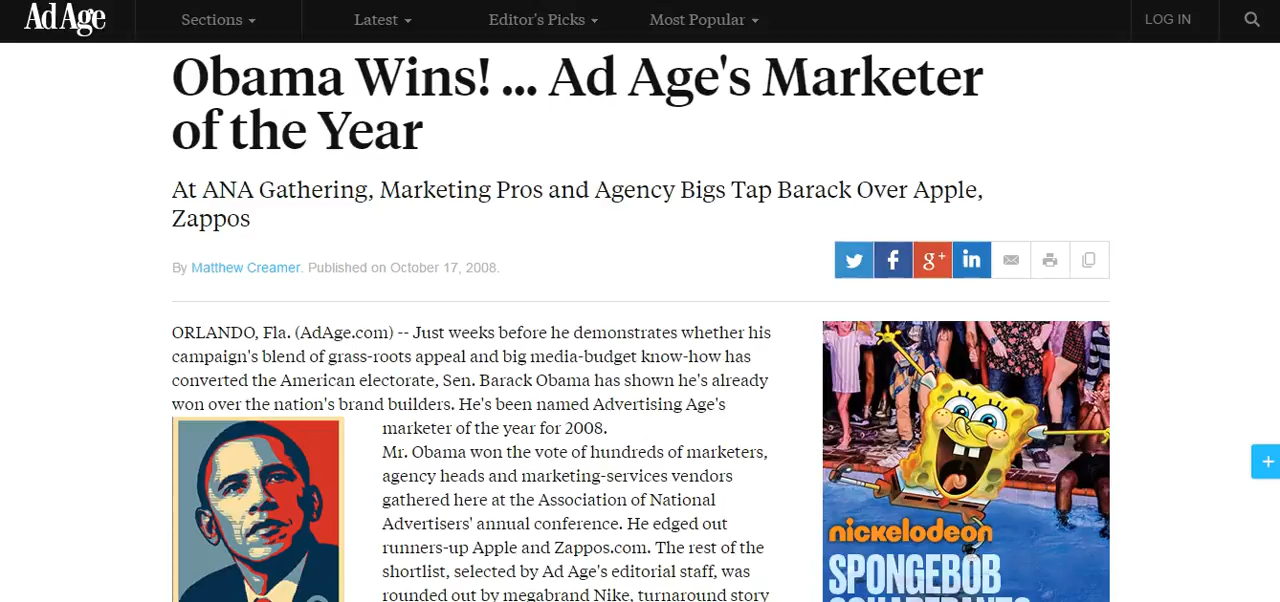 AdAge Sections Latest Editor's Picks Most Popular LOG IN
Obama Wins! ... Ad Age's Marketer
of the Year
At ANA Gathering, Marketing Pros and Agency Bigs Tap Barack Over Apple,
Zappos
By Matthew Creamer. Published on October 17, 2008.
f g+ in
ORLANDO, Fla. (AdAge.com) -- Just weeks before he demonstrates whether his
campaign's blend of grass-roots appeal and big media-budget know-how has
converted the American electorate, Sen. Barack Obama has shown he's already
won over the nation's brand builders. He's been named Advertising Age's
marketer of the year for 2008.
Mr. Obama won the vote of hundreds of marketers,
agency heads and marketing-services vendors
gathered here at the Association of National
Advertisers' annual conference. He edged out
runners-up Apple and Zappos.com. The rest of the
shortlist, selected by Ad Age's editorial staff, was
rounded out by megabrand Nike, turnaround story
nickelodeon
SPONGEBOB
SQUAREPANTS
+